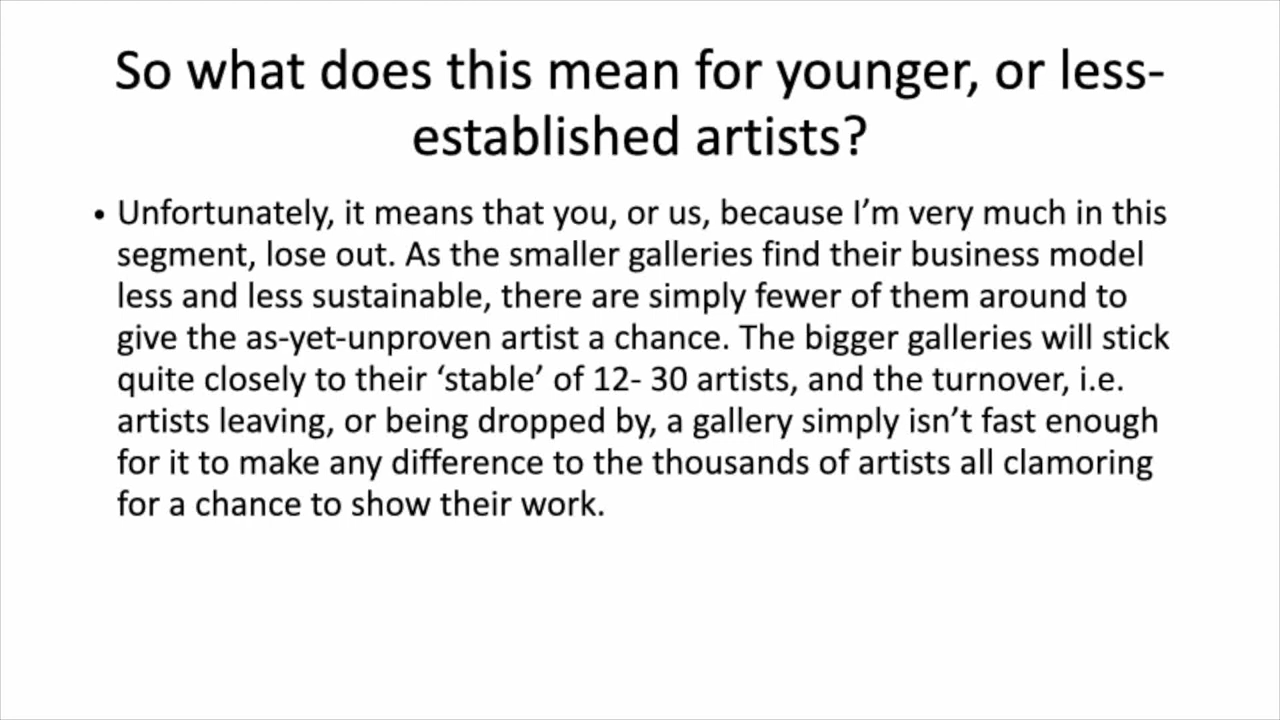 So what does this mean for younger, or less-
established artists?
• Unfortunately, it means that you, or us, because I’m very much in this
segment, lose out. As the smaller galleries find their business model
less and less sustainable, there are simply fewer of them around to
give the as-yet-unproven artist a chance. The bigger galleries will stick
quite closely to their ‘stable’ of 12- 30 artists, and the turnover, i.e.
artists leaving, or being dropped by, a gallery simply isn’t fast enough
for it to make any difference to the thousands of artists all clamoring
for a chance to show their work.